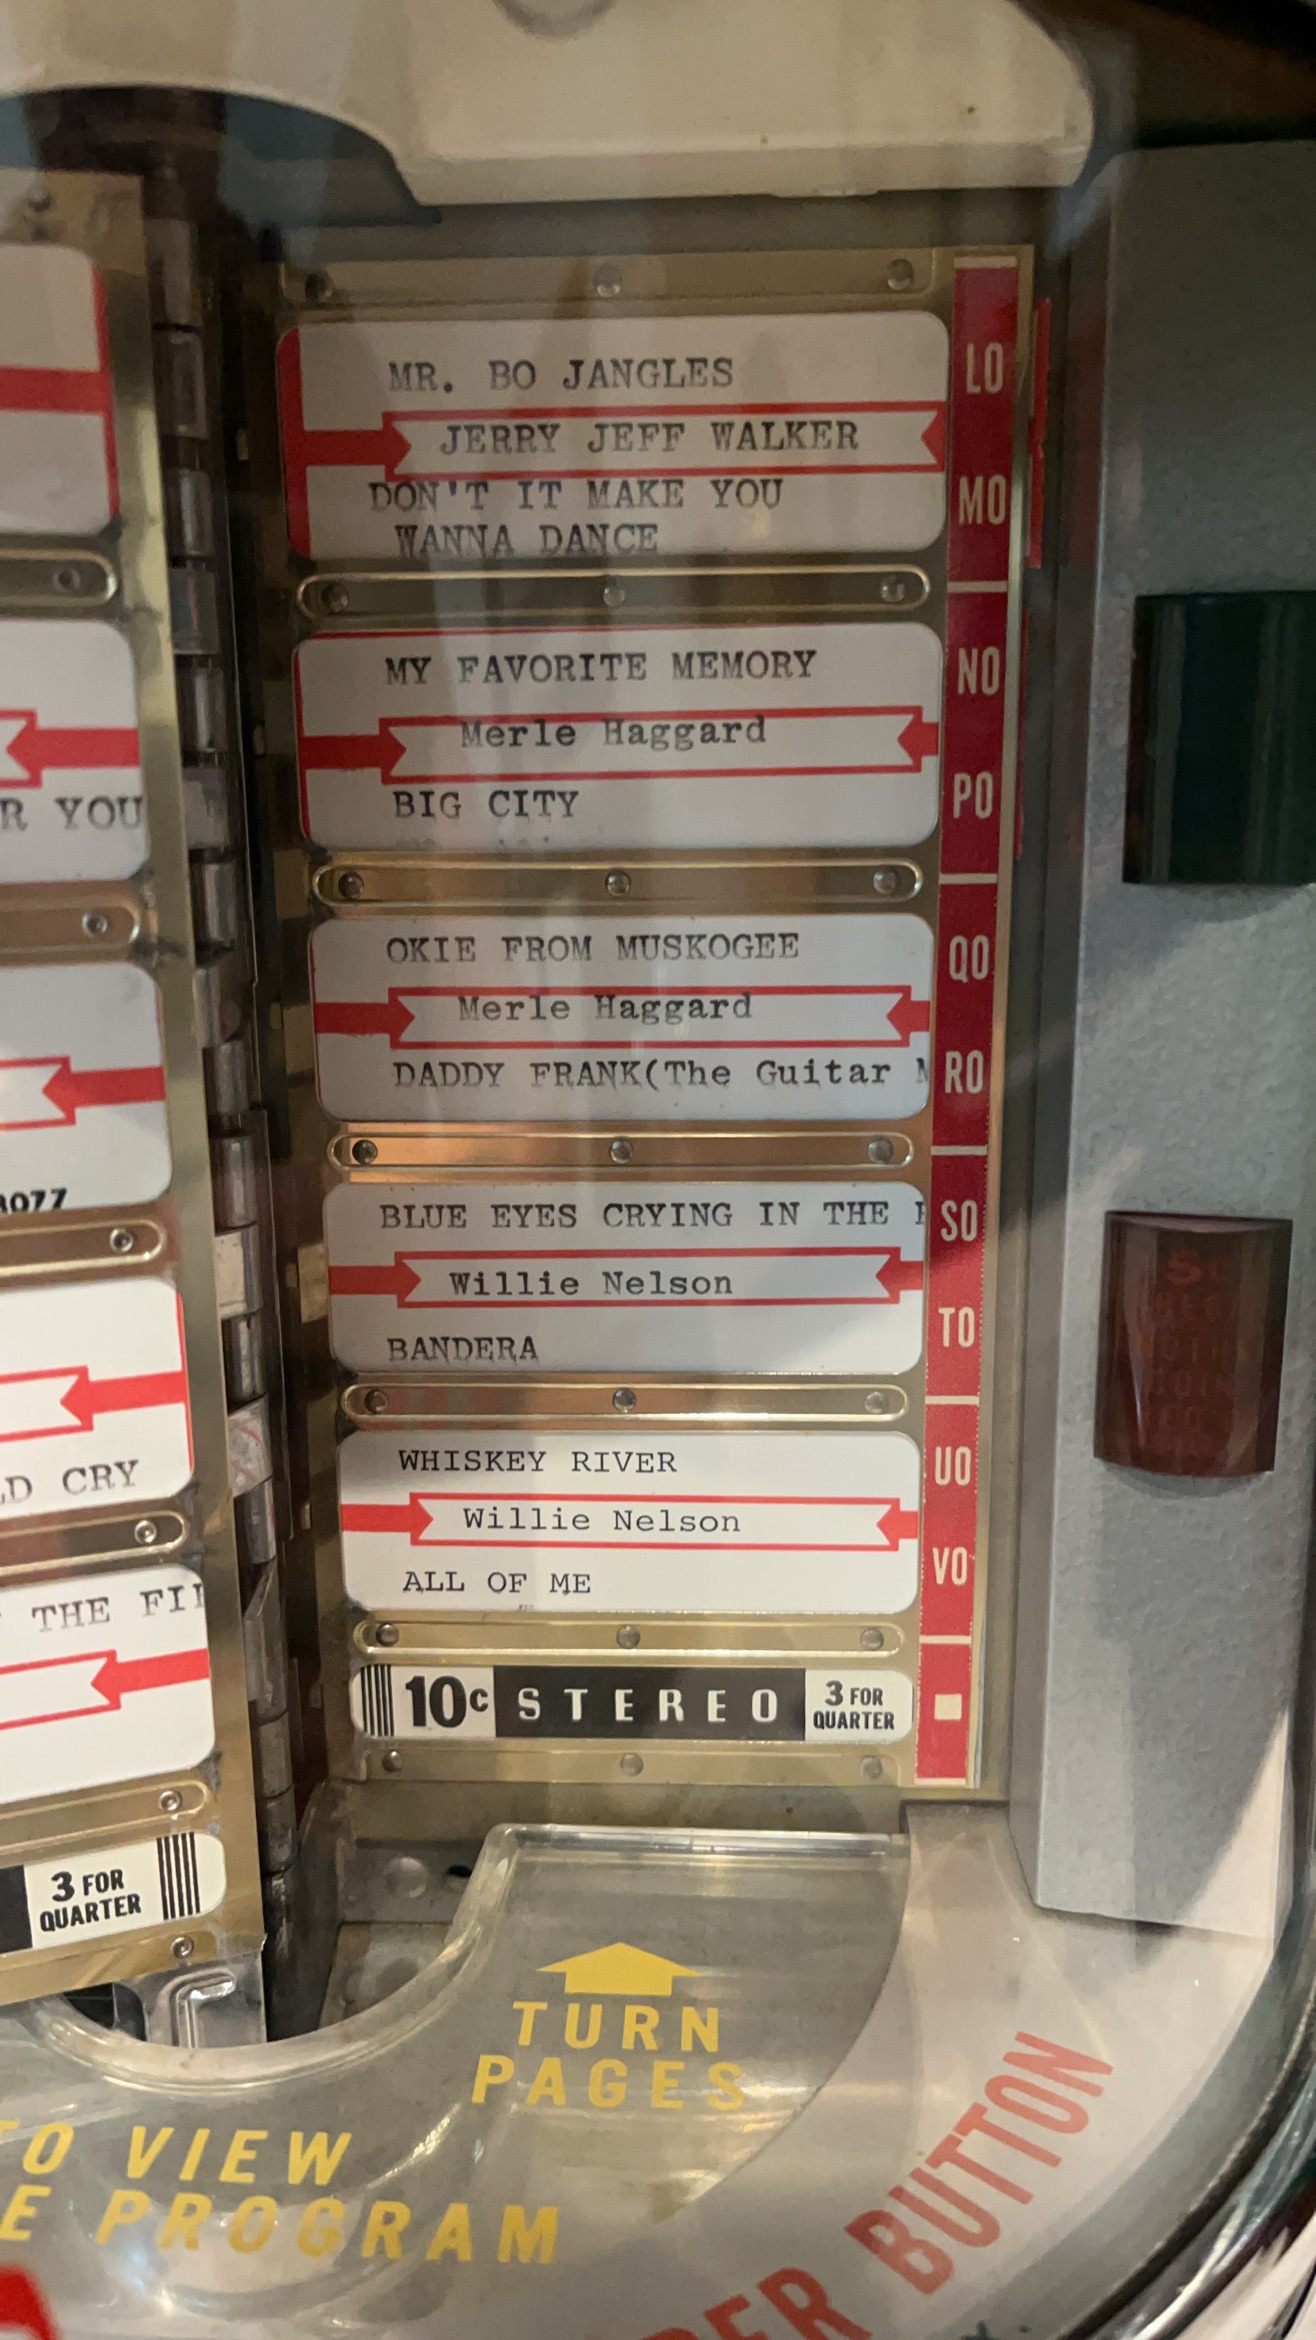 MR. BO JANGLES
LO
JERRY JEFF WALKER
DON'T IT MAKE YOU
MO
WANNA DANCE
MY FAVORITE MEMORY
NO
Merle Haggard
BIG CITY
PO
OKIE FROM MUSKOGEE
QO
Merle Haggard
DADDY FRANK(The Guitar
RO
BLUE EYES CRYING IN THE
SO
Willie Nelson
BANDERA
TO
WHISKEY RIVER
UO
Willie Nelson
ALL OF ME
VO
10c STEREO 3 FOR
QUARTER
R YOU
CRY
THE
3 FOR
QUARTER
TURN
PAGES
VIEW
PROGRAM
BUTTON